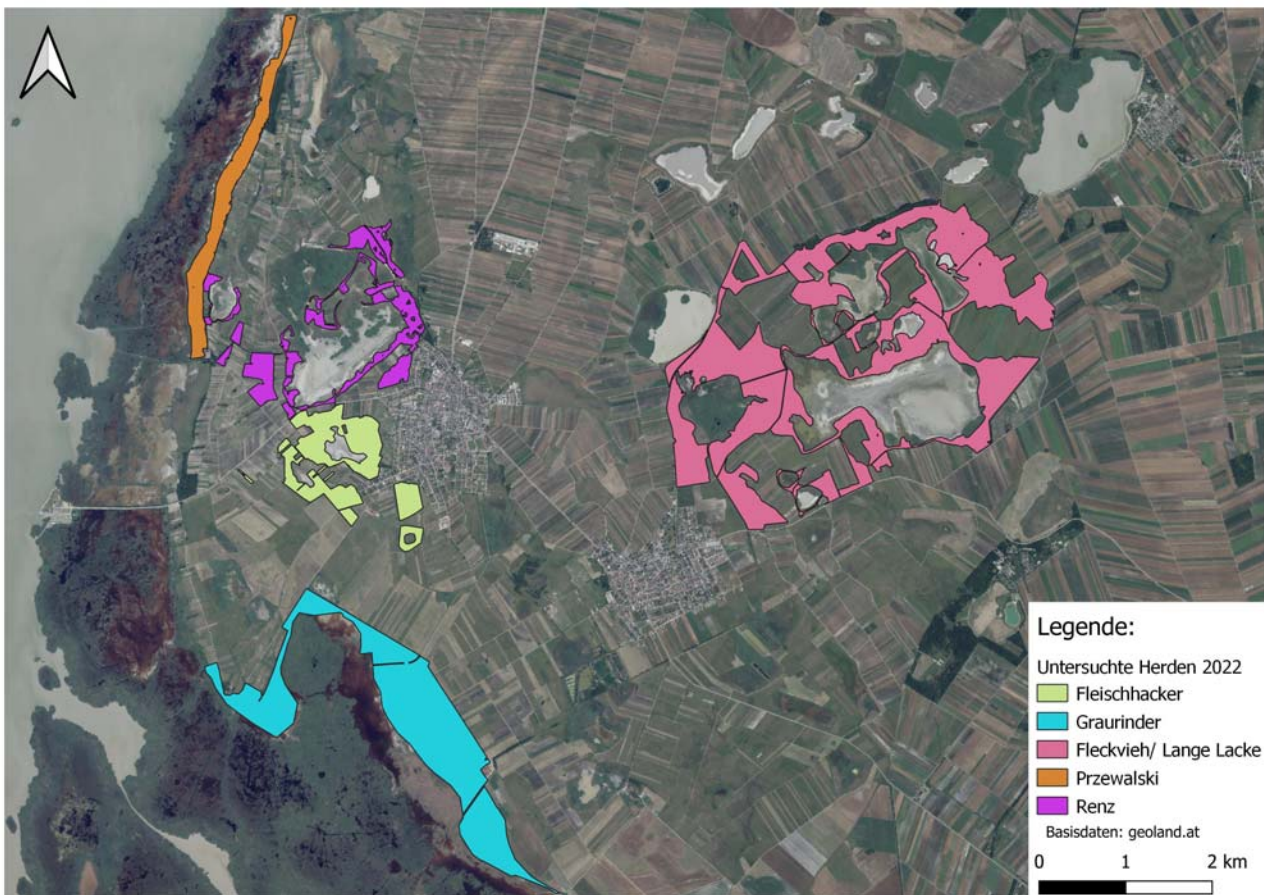 Legende:
Untersuchte Herden 2022
Fleischhacker
Graurinder
Fleckvieh/ Lange Lacke
Przewalski
Renz
Basisdaten: geoland.at
0 1 2 km